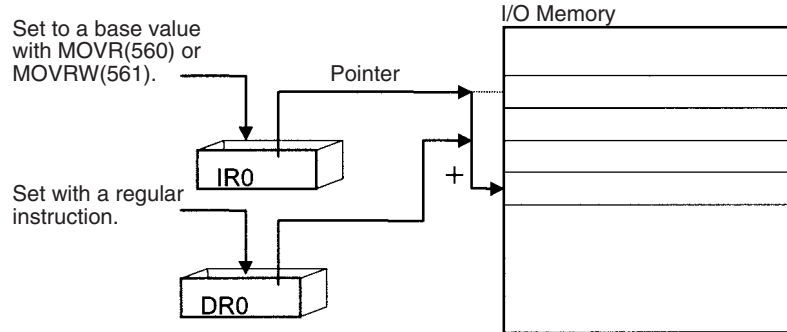 I/O Memory
Set to a base value
with MOVR(560) or
MOVRW(561).
Pointer
IR0
+
Set with a regular
instruction.
DR0